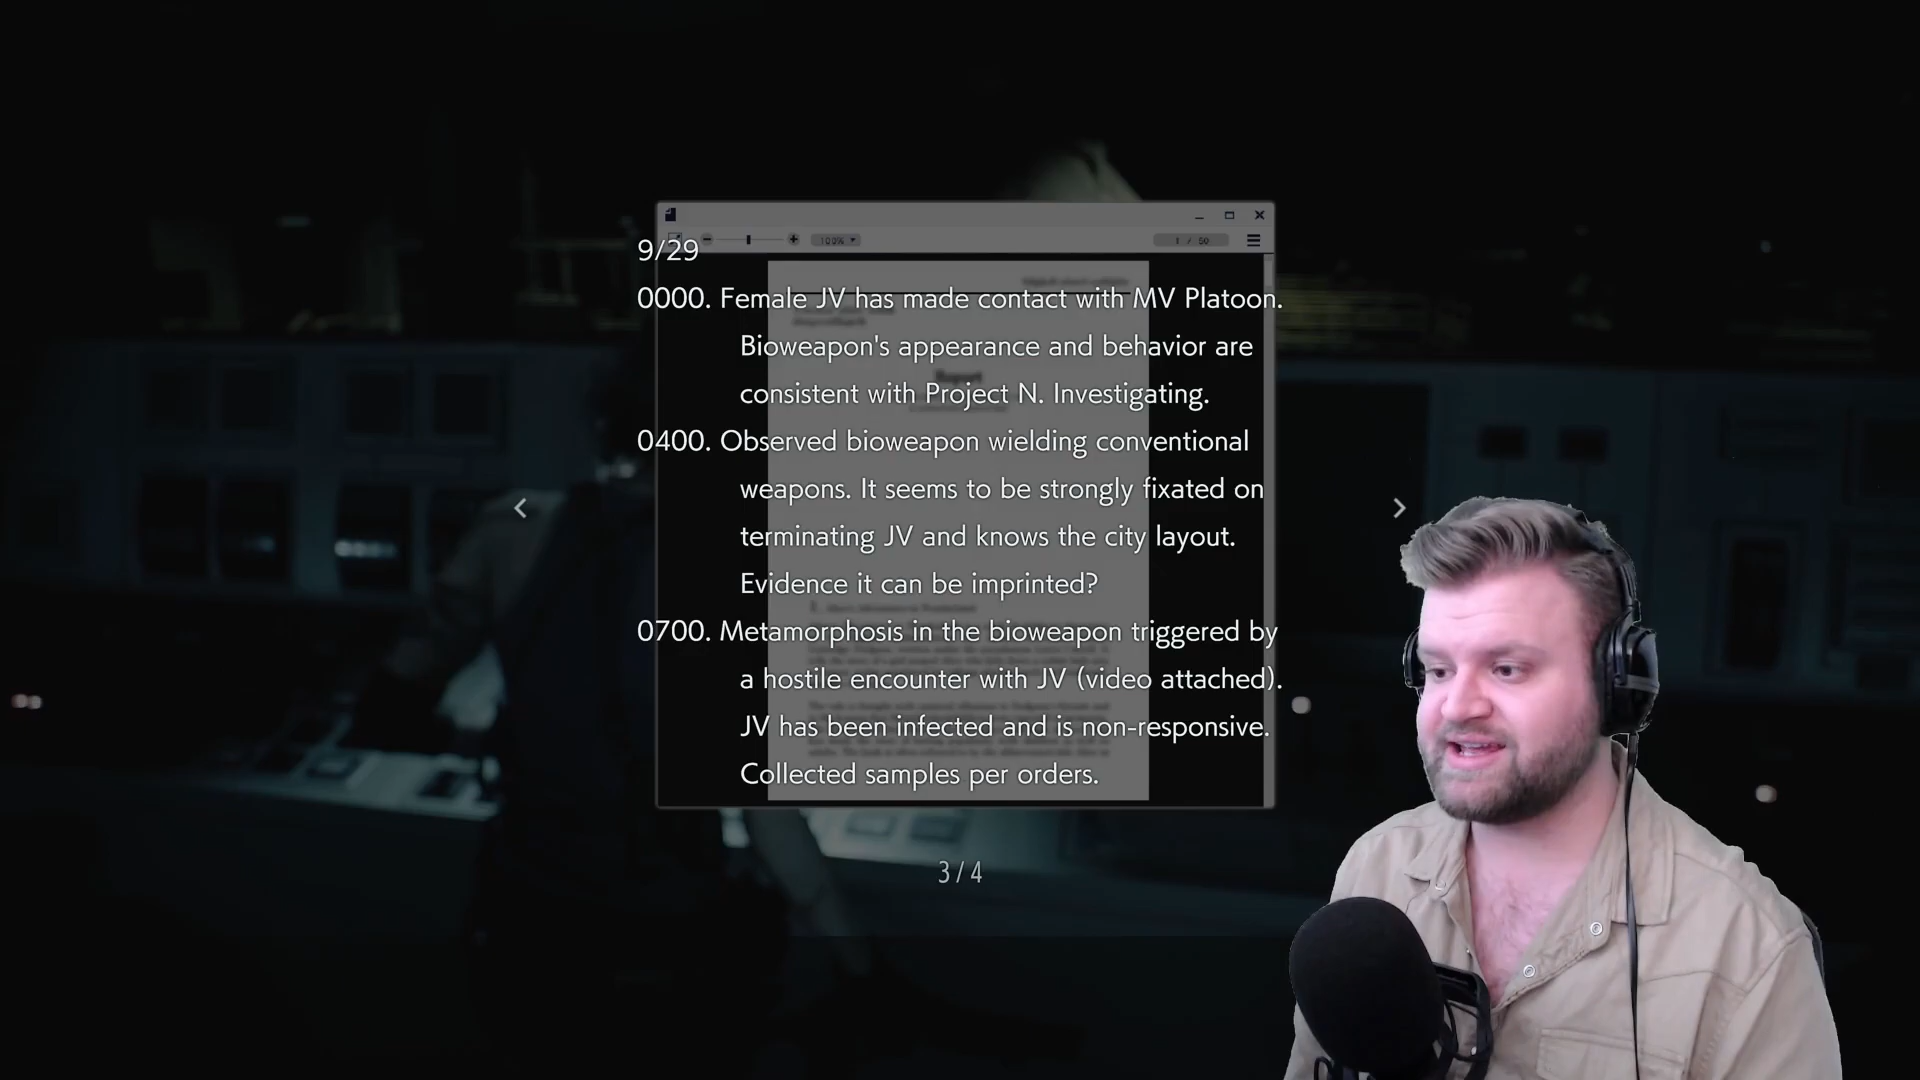 100%
1 / 50
9/29
0000. Female JV has made contact with MV Platoon.
Bioweapon's appearance and behavior are
consistent with Project N. Investigating.
0400. Observed bioweapon wielding conventional
weapons. It seems to be strongly fixated on
terminating JV and knows the city layout.
Evidence it can be imprinted?
0700. Metamorphosis in the bioweapon triggered by
a hostile encounter with JV (video attached).
JV has been infected and is non-responsive.
Collected samples per orders.
3 / 4